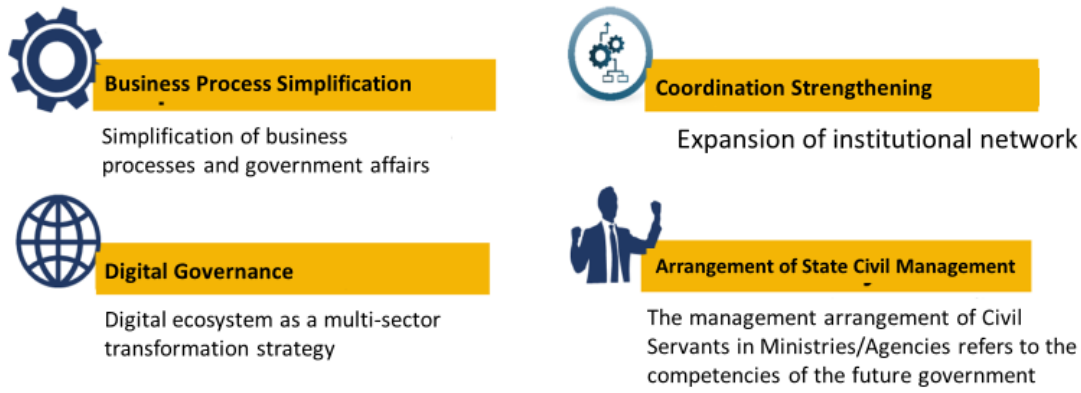 Business Process Simplification
Simplification of business
processes and government affairs
Coordination Strengthening
Expansion of institutional network
Digital Governance
Digital ecosystem as a multi-sector
transformation strategy
Arrangement of State Civil Management
The management arrangement of Civil
Servants in Ministries/Agencies refers to the
competencies of the future government